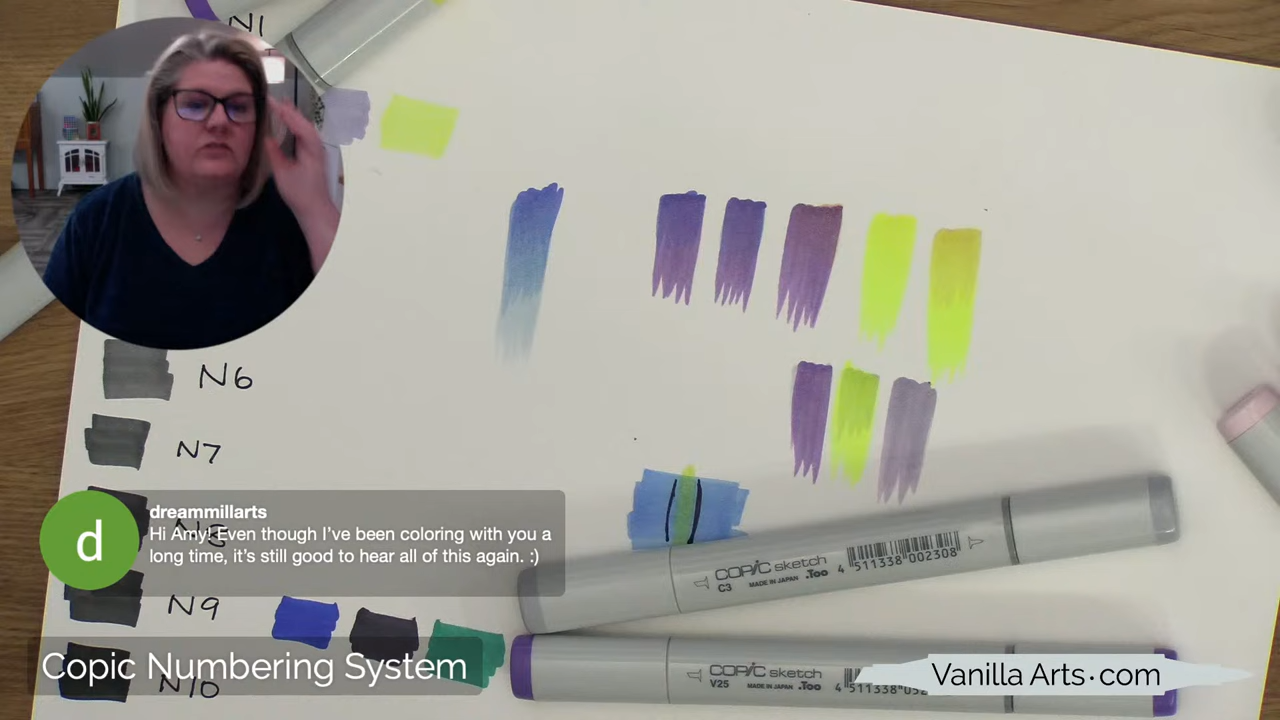 N1
N6
N7
dreammillarts
Hi Amy! Even though I've been coloring with you a
long time, it's still good to hear all of this again. :)
N8
N9
N10
Copic Numbering System
COPIC sketch
C3
MADE IN JAPAN
.Too
4 511338 002308
COPIC sketch
V25
MADE IN JAPAN
.Too
Vanilla Arts·com